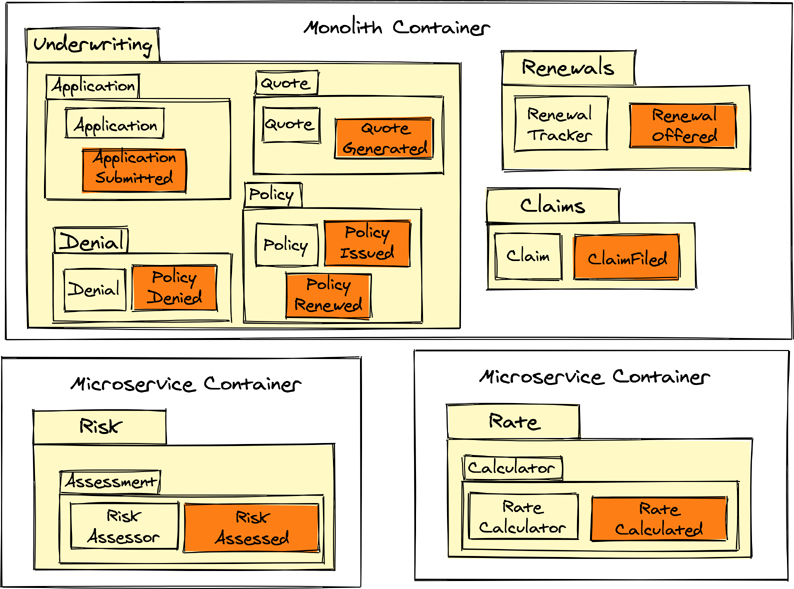 Monolith Container
Underwriting
Application
Application
Application
Submitted
Quote
Quote
Quote
Generated
Denial
Denial
Policy
Denied
Policy
Policy
Policy
Issued
Policy
Renewed
Renewals
Renewal
Tracker
Renewal
Offered
Claims
Claim
ClaimFiled
Microservice Container
Risk
Assessment
Risk
Assessor
Risk
Assessed
Microservice Container
Rate
Calculator
Rate
Calculator
Rate
Calculated